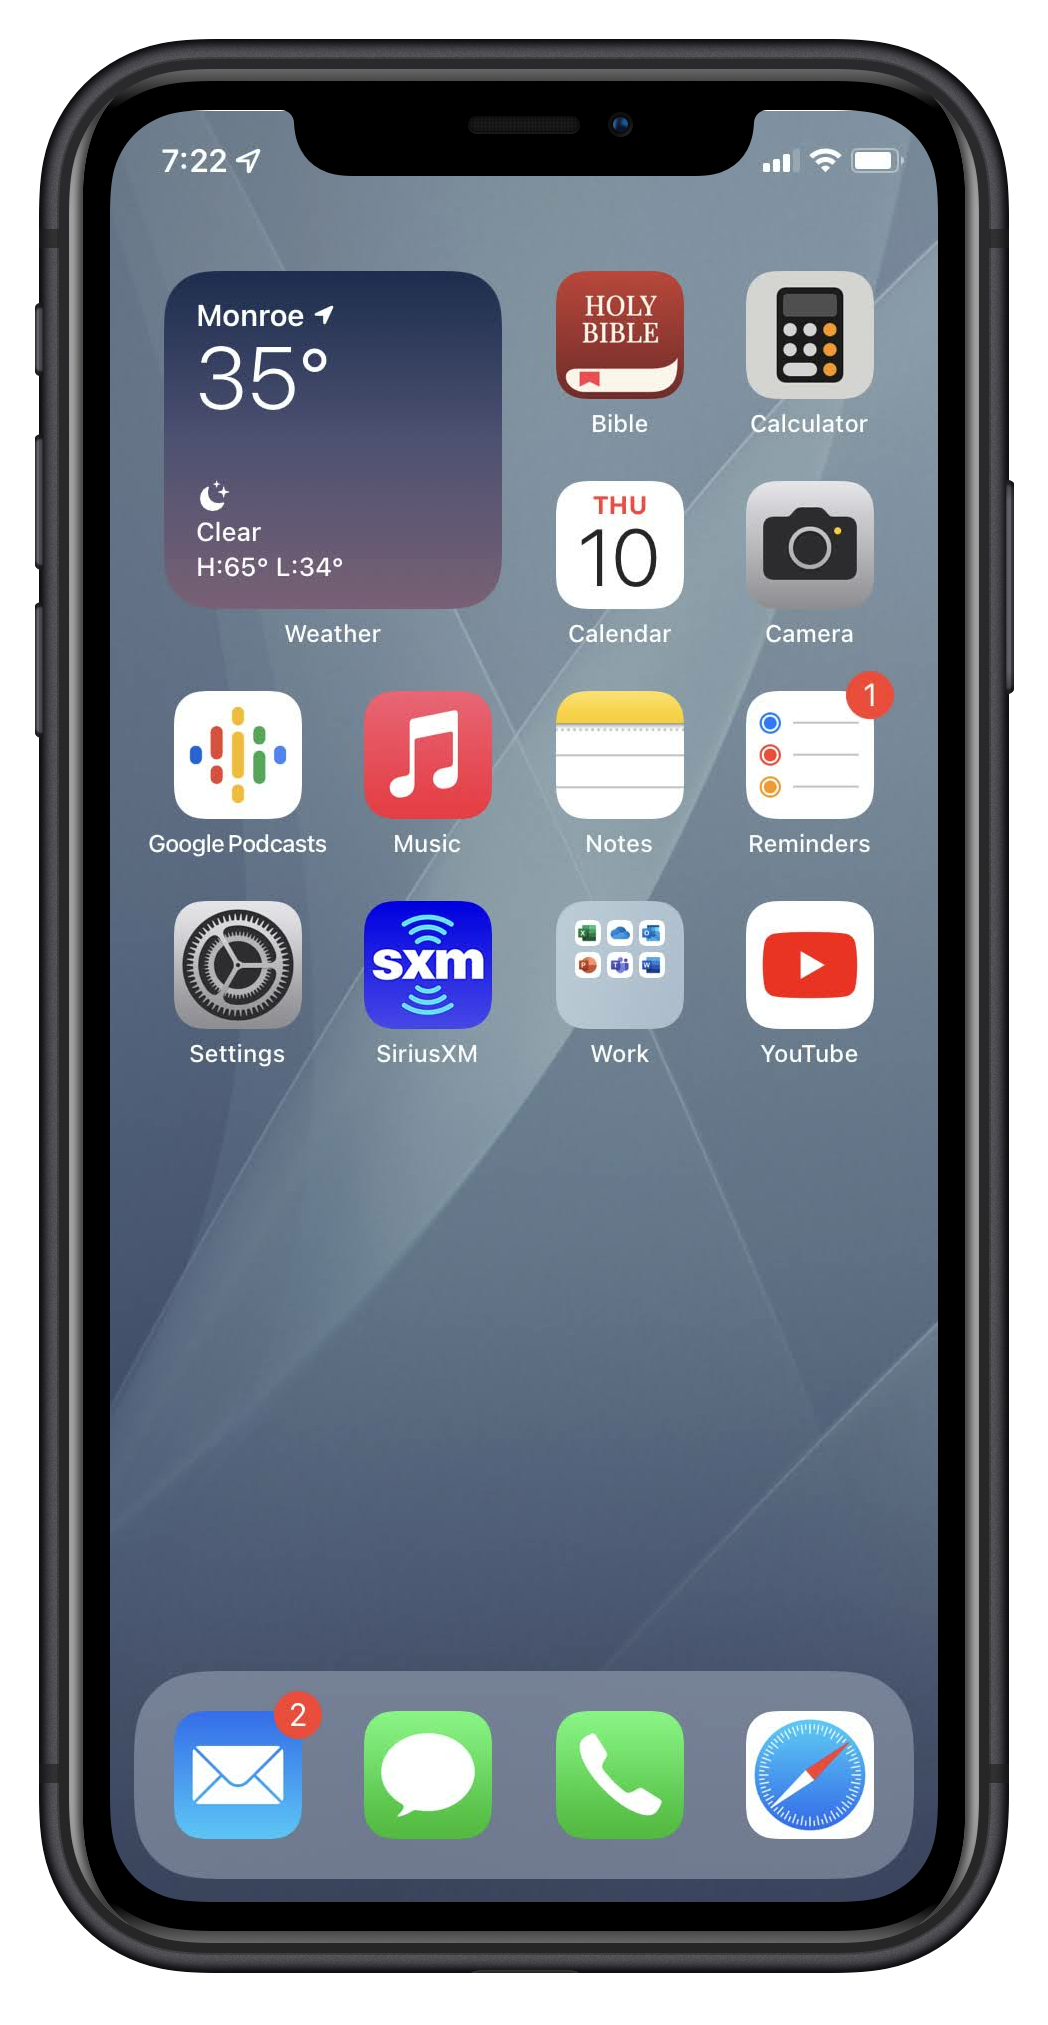 7:22
Monroe
35°
Clear
H:65° L:34°
Weather
HOLY
BIBLE
Bible
Calculator
THU
10
Calendar
Camera
Google Podcasts
Music
Notes
1
Reminders
Settings
sxm
SiriusXM
X
O
P
T
W
Work
YouTube
2